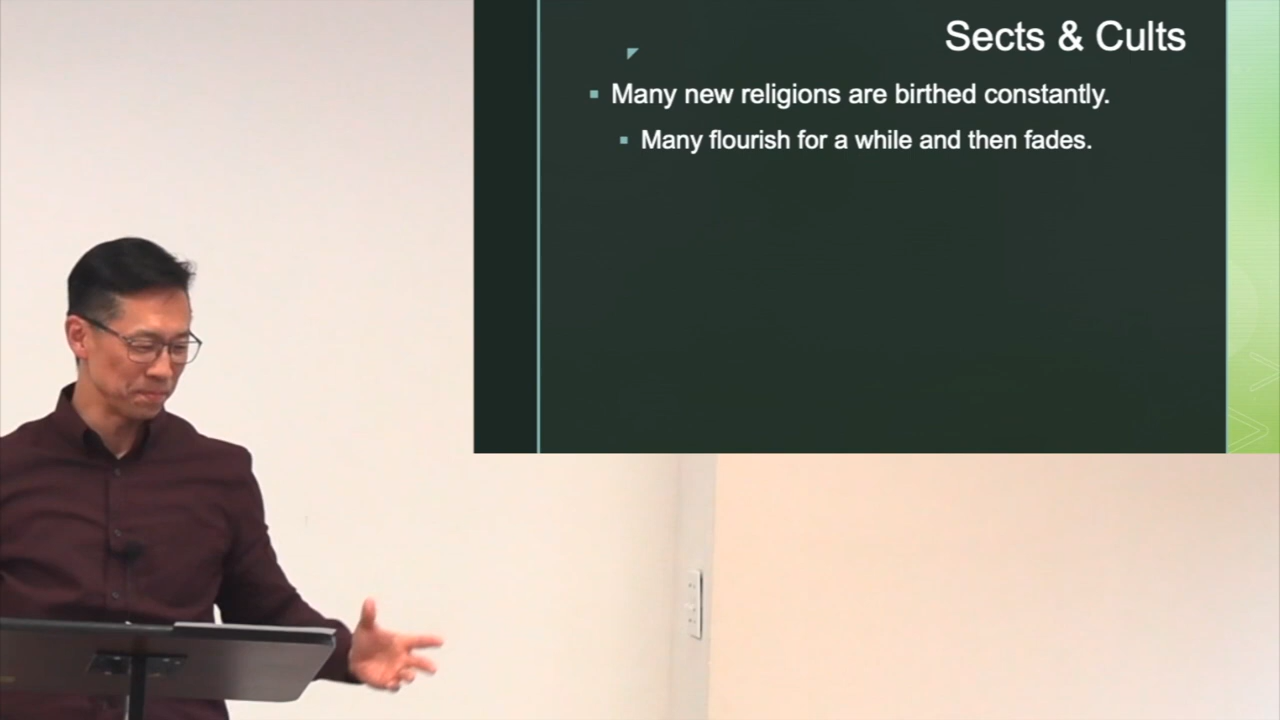 Sects & Cults
Many new religions are birthed constantly.
Many flourish for a while and then fades.